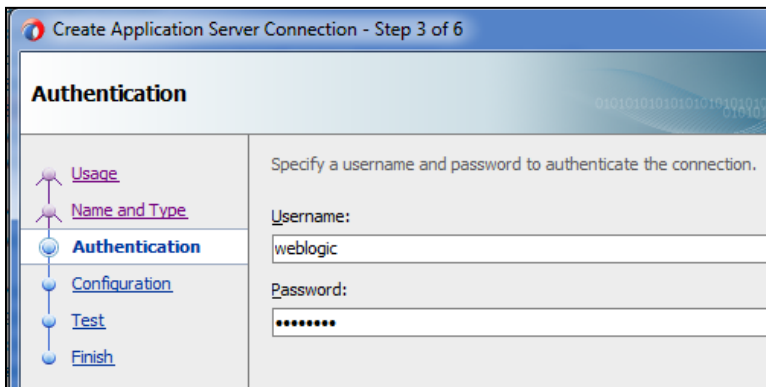 Create Application Server Connection - Step 3 of 6
Authentication
Usage
Name and Type
Authentication
Configuration
Test
Finish
Specify a username and password to authenticate the connection.
Username:
weblogic
Password:
••••••••